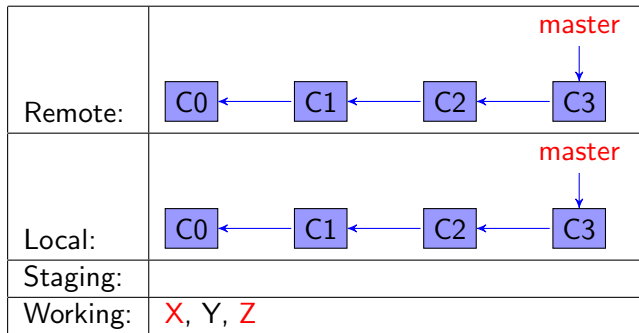 master
Remote: C0 C1 C2 C3
master
Local: C0 C1 C2 C3
Staging:
Working: X, Y, Z